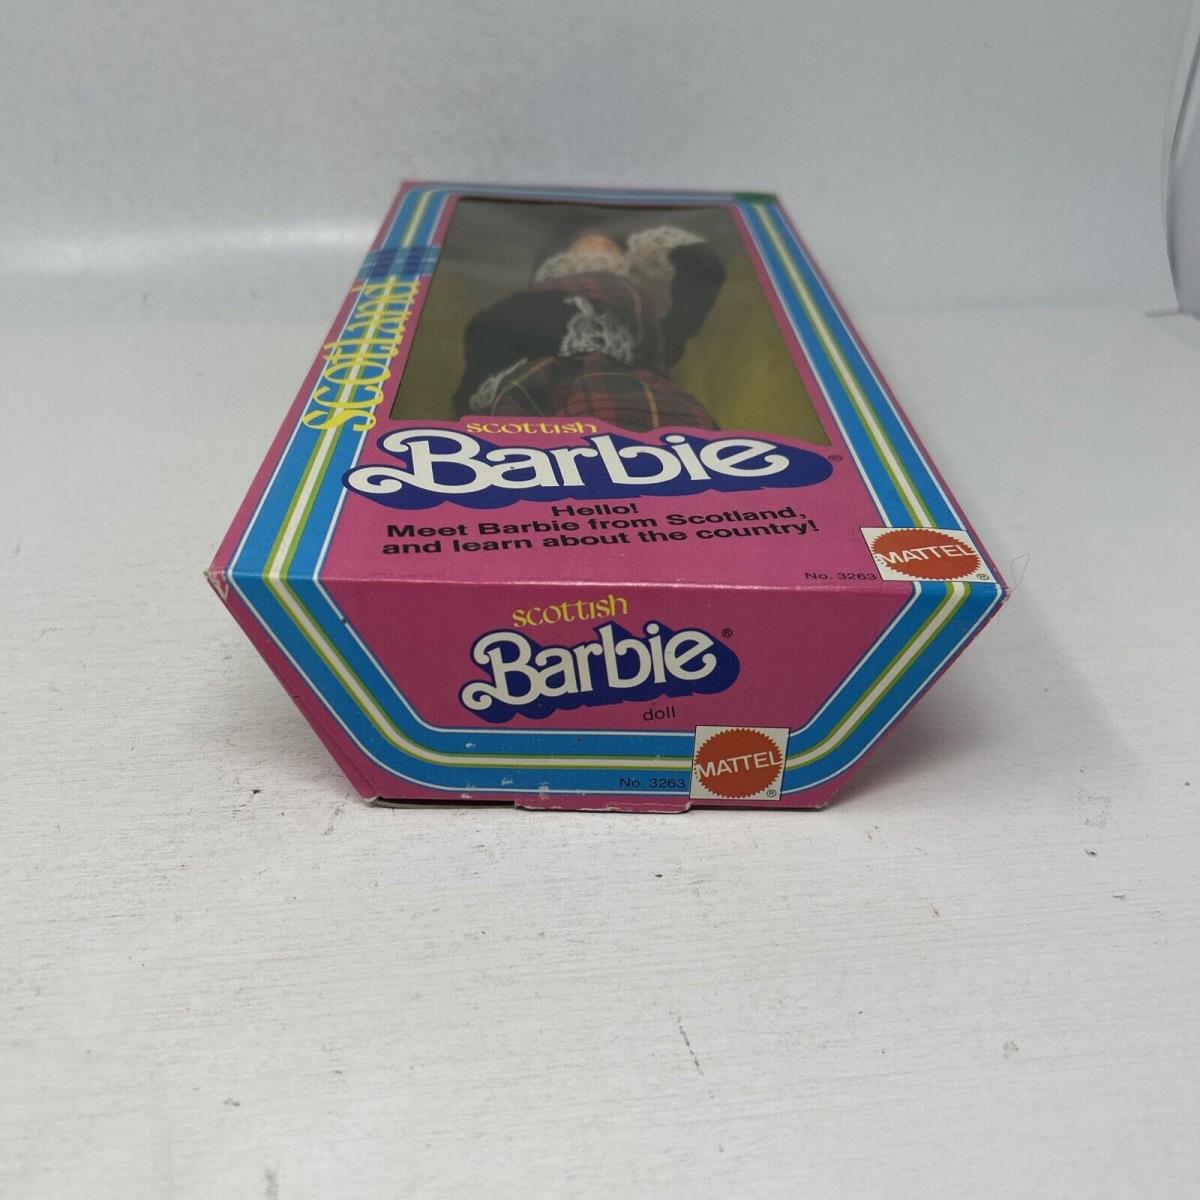 scotland
scottish
Barbie®
Hello!
Meet Barbie from Scotland,
and learn about the country!
MATTEL
®
No. 3263
scottish
Barbie®
doll
MATTEL
®
No. 3263